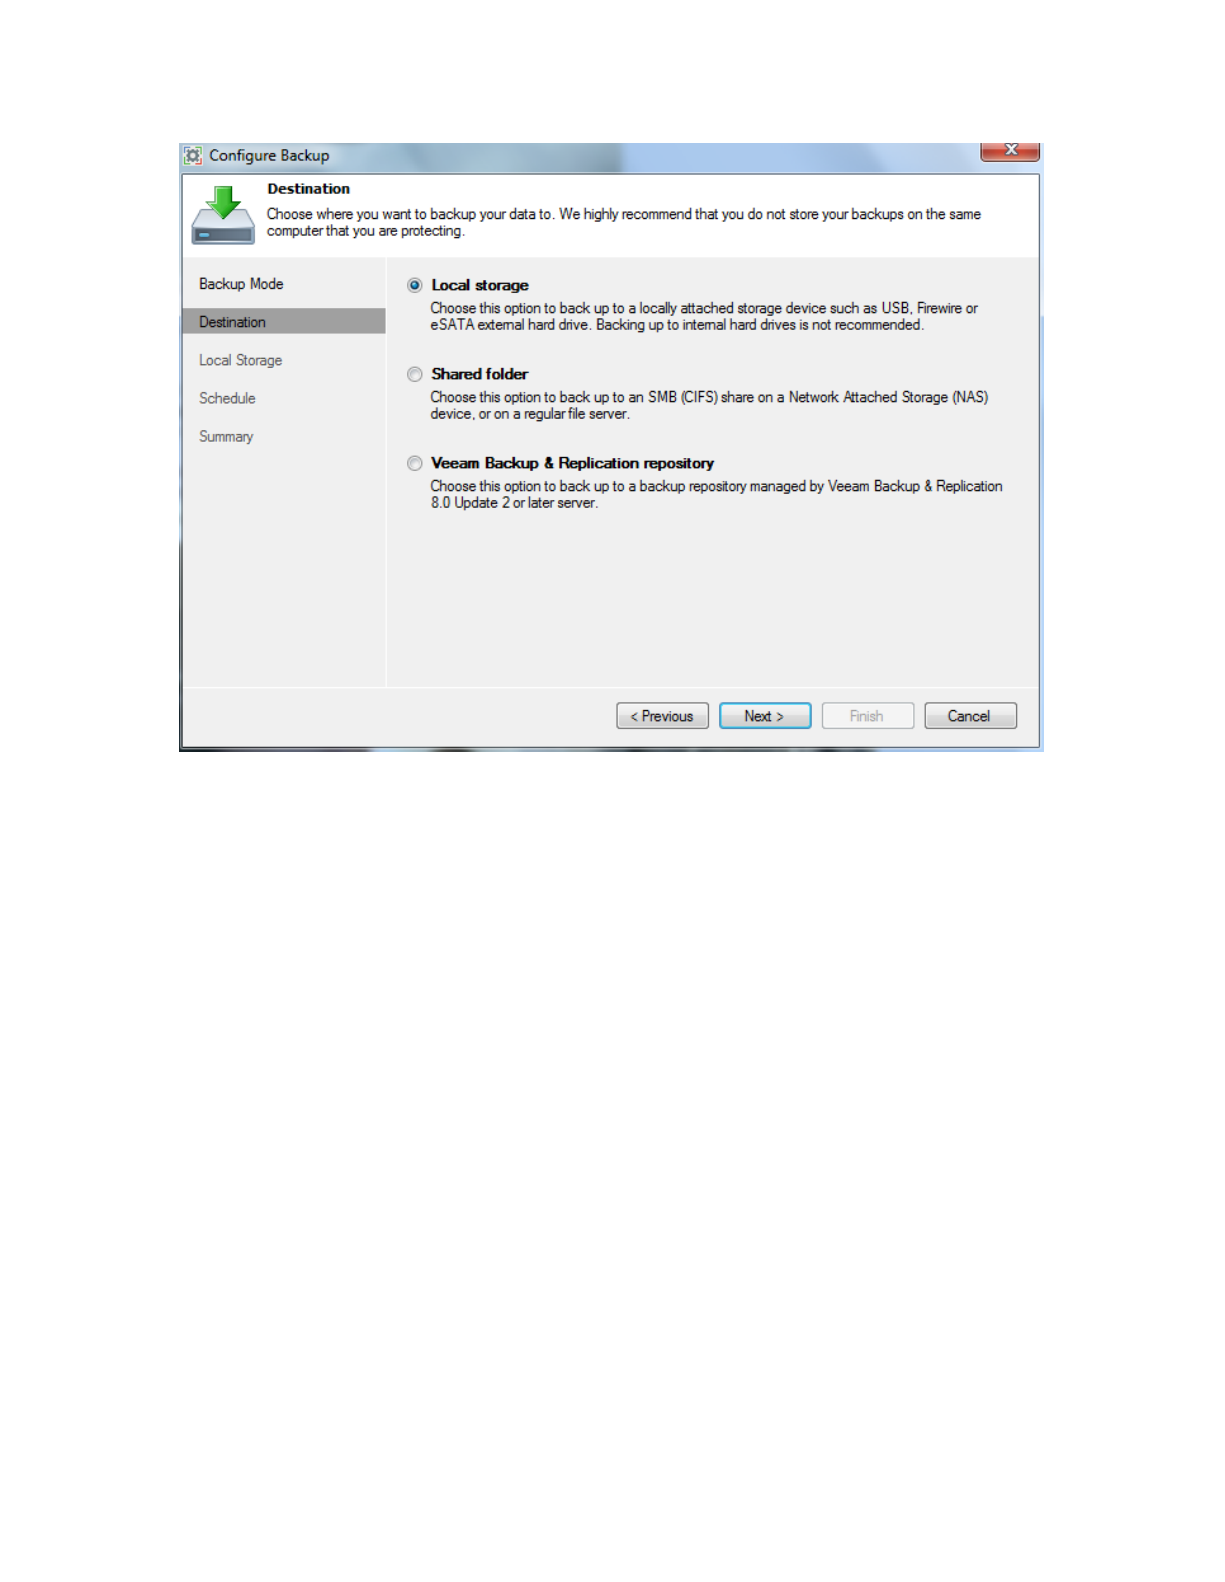 Configure Backup
Destination
Choose where you want to backup your data to. We highly recommend that you do not store your backups on the same
computer that you are protecting.
Backup Mode
Destination
Local Storage
Schedule
Summary
Local storage
Choose this option to back up to a locally attached storage device such as USB, Firewire or
eSATA external hard drive. Backing up to internal hard drives is not recommended.
Shared folder
Choose this option to back up to an SMB (CIFS) share on a Network Attached Storage (NAS)
device, or on a regular file server.
Veeam Backup & Replication repository
Choose this option to back up to a backup repository managed by Veeam Backup & Replication
8.0 Update 2 or later server.
< Previous
Next >
Finish
Cancel